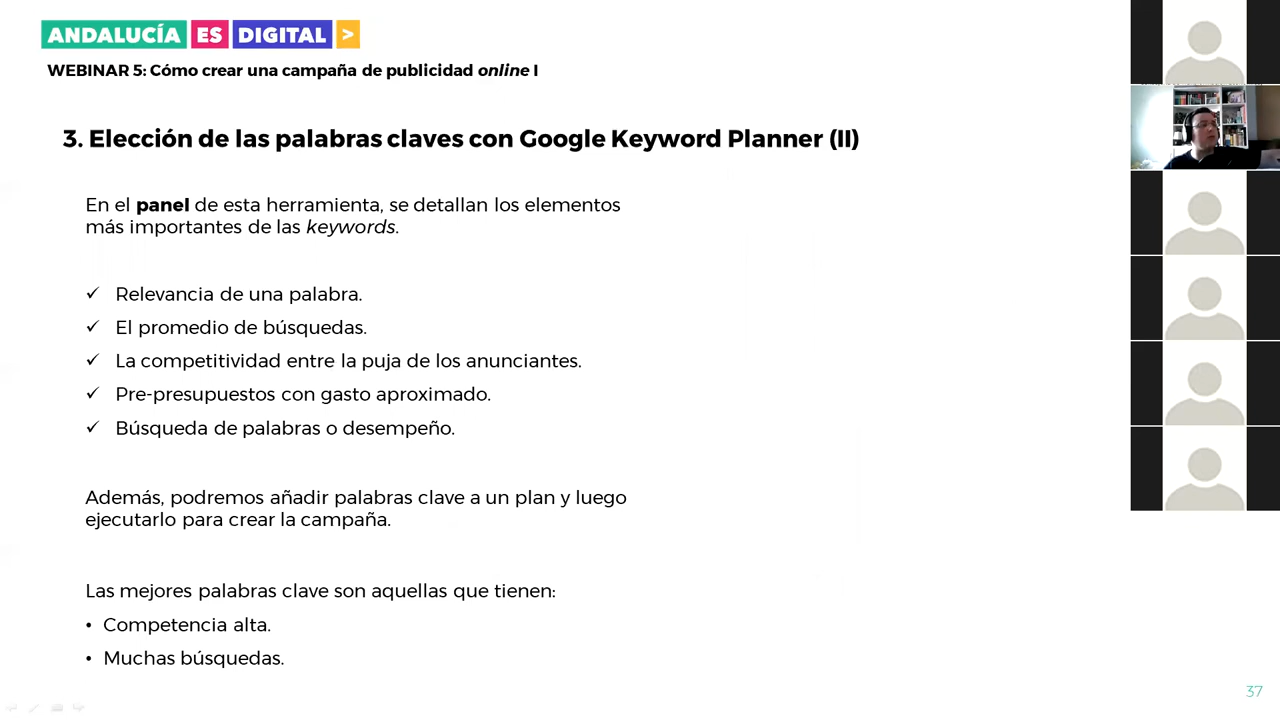 ANDALUCÍA ES DIGITAL >
WEBINAR 5: Cómo crear una campaña de publicidad online I
3. Elección de las palabras claves con Google Keyword Planner (II)
En el panel de esta herramienta, se detallan los elementos
más importantes de las keywords.
✓ Relevancia de una palabra.
✓ El promedio de búsquedas.
✓ La competitividad entre la puja de los anunciantes.
✓ Pre-presupuestos con gasto aproximado.
✓ Búsqueda de palabras o desempeño.
Además, podremos añadir palabras clave a un plan y luego
ejecutarlo para crear la campaña.
Las mejores palabras clave son aquellas que tienen:
• Competencia alta.
• Muchas búsquedas.
37